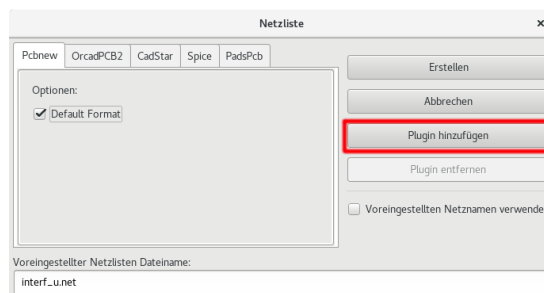 Netzliste
Pcbnew OrcadPCB2 CadStar Spice PadsPcb
Optionen:
Default Format
Erstellen
Abbrechen
Plugin hinzufügen
Plugin entfernen
Voreingestellten Netznamen verwende
Voreingestellter Netzlisten Dateiname:
interf_u.net